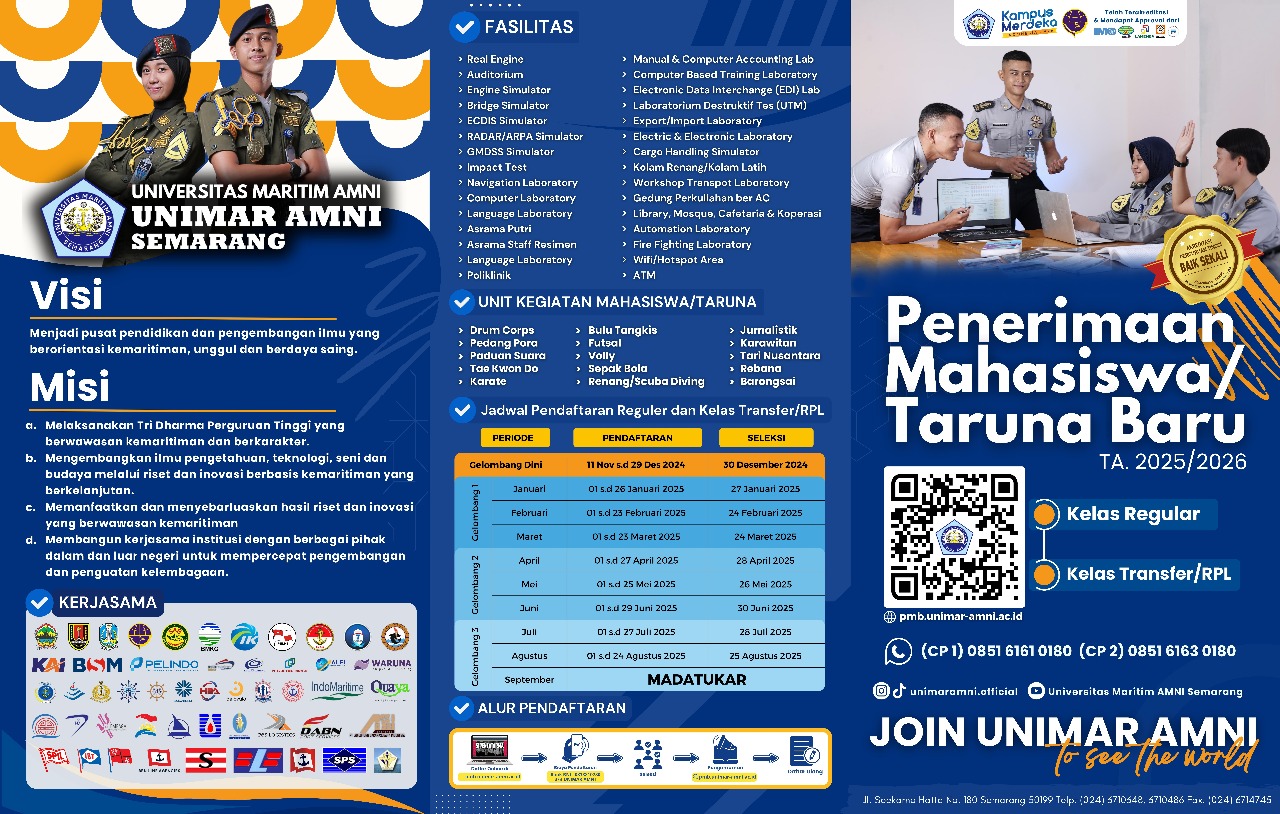 UNIVERSITAS MARITIM AMNI
UNIMAR AMNI
SEMARANG
Visi
Menjadi pusat pendidikan dan pengembangan ilmu yang
berorientasi kemaritiman, unggul dan berdaya saing.
Misi
a. Melaksanakan Tri Dharma Perguruan Tinggi yang
berwawasan kemaritiman dan berkarakter.
b. Mengembangkan ilmu pengetahuan, teknologi, seni dan
budaya melalui riset dan inovasi berbasis kemaritiman yang
berkelanjutan.
c. Memanfaatkan dan menyebarluaskan hasil riset dan inovasi
yang berwawasan kemaritiman
d. Membangun kerjasama institusi dengan berbagai pihak
dalam dan luar negeri untuk mempercepat pengembangan
dan penguatan kelembagaan.
KERJASAMA
BMKG
KAI
PELINDO
ALFI
WARUNA
IndoMaritime
Quaya
DABN
SPIL
S
SPS
FASILITAS
> Real Engine
> Auditorium
> Engine Simulator
> Bridge Simulator
> ECDIS Simulator
> RADAR/ARPA Simulator
> GMDSS Simulator
> Impact Test
> Navigation Laboratory
> Computer Laboratory
> Language Laboratory
> Asrama Putri
> Asrama Staff Resimen
> Language Laboratory
> Poliklinik
> Manual & Computer Accounting Lab
> Computer Based Training Laboratory
> Electronic Data Interchange (EDI) Lab
> Laboratorium Destruktif Tes (UTM)
> Export/Import Laboratory
> Electric & Electronic Laboratory
> Cargo Handling Simulator
> Kolam Renang/Kolam Latih
> Workshop Transpot Laboratory
> Gedung Perkuliahan ber AC
> Library, Mosque, Cafetaria & Koperasi
> Automation Laboratory
> Fire Fighting Laboratory
> Wifi/Hotspot Area
> ATM
UNIT KEGIATAN MAHASISWA/TARUNA
> Drum Corps
> Pedang Pora
> Paduan Suara
> Tae Kwon Do
> Karate
> Bulu Tangkis
> Futsal
> Volly
> Sepak Bola
> Renang/Scuba Diving
> Jurnalistik
> Karawitan
> Tari Nusantara
> Rebana
> Barongsai
Jadwal Pendaftaran Reguler dan Kelas Transfer/RPL
PERIODE PENDAFTARAN SELEKSI
Gelombang Dini 11 Nov s.d 29 Des 2024 30 Desember 2024
Gelombang 1
Januari 01 s.d 26 Januari 2025 27 Januari 2025
Februari 01 s.d 23 Februari 2025 24 Februari 2025
Maret 01 s.d 23 Maret 2025 24 Maret 2025
Gelombang 2
April 01 s.d 27 April 2025 28 April 2025
Mei 01 s.d 25 Mei 2025 26 Mei 2025
Juni 01 s.d 29 Juni 2025 30 Juni 2025
Gelombang 3
Juli 01 s.d 27 Juli 2025 28 Juli 2025
Agustus 01 s.d 24 Agustus 2025 25 Agustus 2025
September MADATUKAR
ALUR PENDAFTARAN
Seleksi
Pengumuman
Daftar Ulang
Kampus
Merdeka
Telah Terakreditasi
& Mendapat Approval dari
BAIK SEKALI
Penerimaan
Mahasiswa/
Taruna Baru
TA. 2025/2026
Kelas Regular
Kelas Transfer/RPL
pmb.unimar-amni.ac.id
(CP 1) 0851 6161 0180 (CP 2) 0851 6163 0180
unimaramni.official Universitas Maritim AMNI Semarang
JOIN UNIMAR AMNI
to see the world
Jl. Soekarno Hatta No. 180 Semarang 50199 Telp. (024) 6710648, 6710486 Fax. (024) 6714745